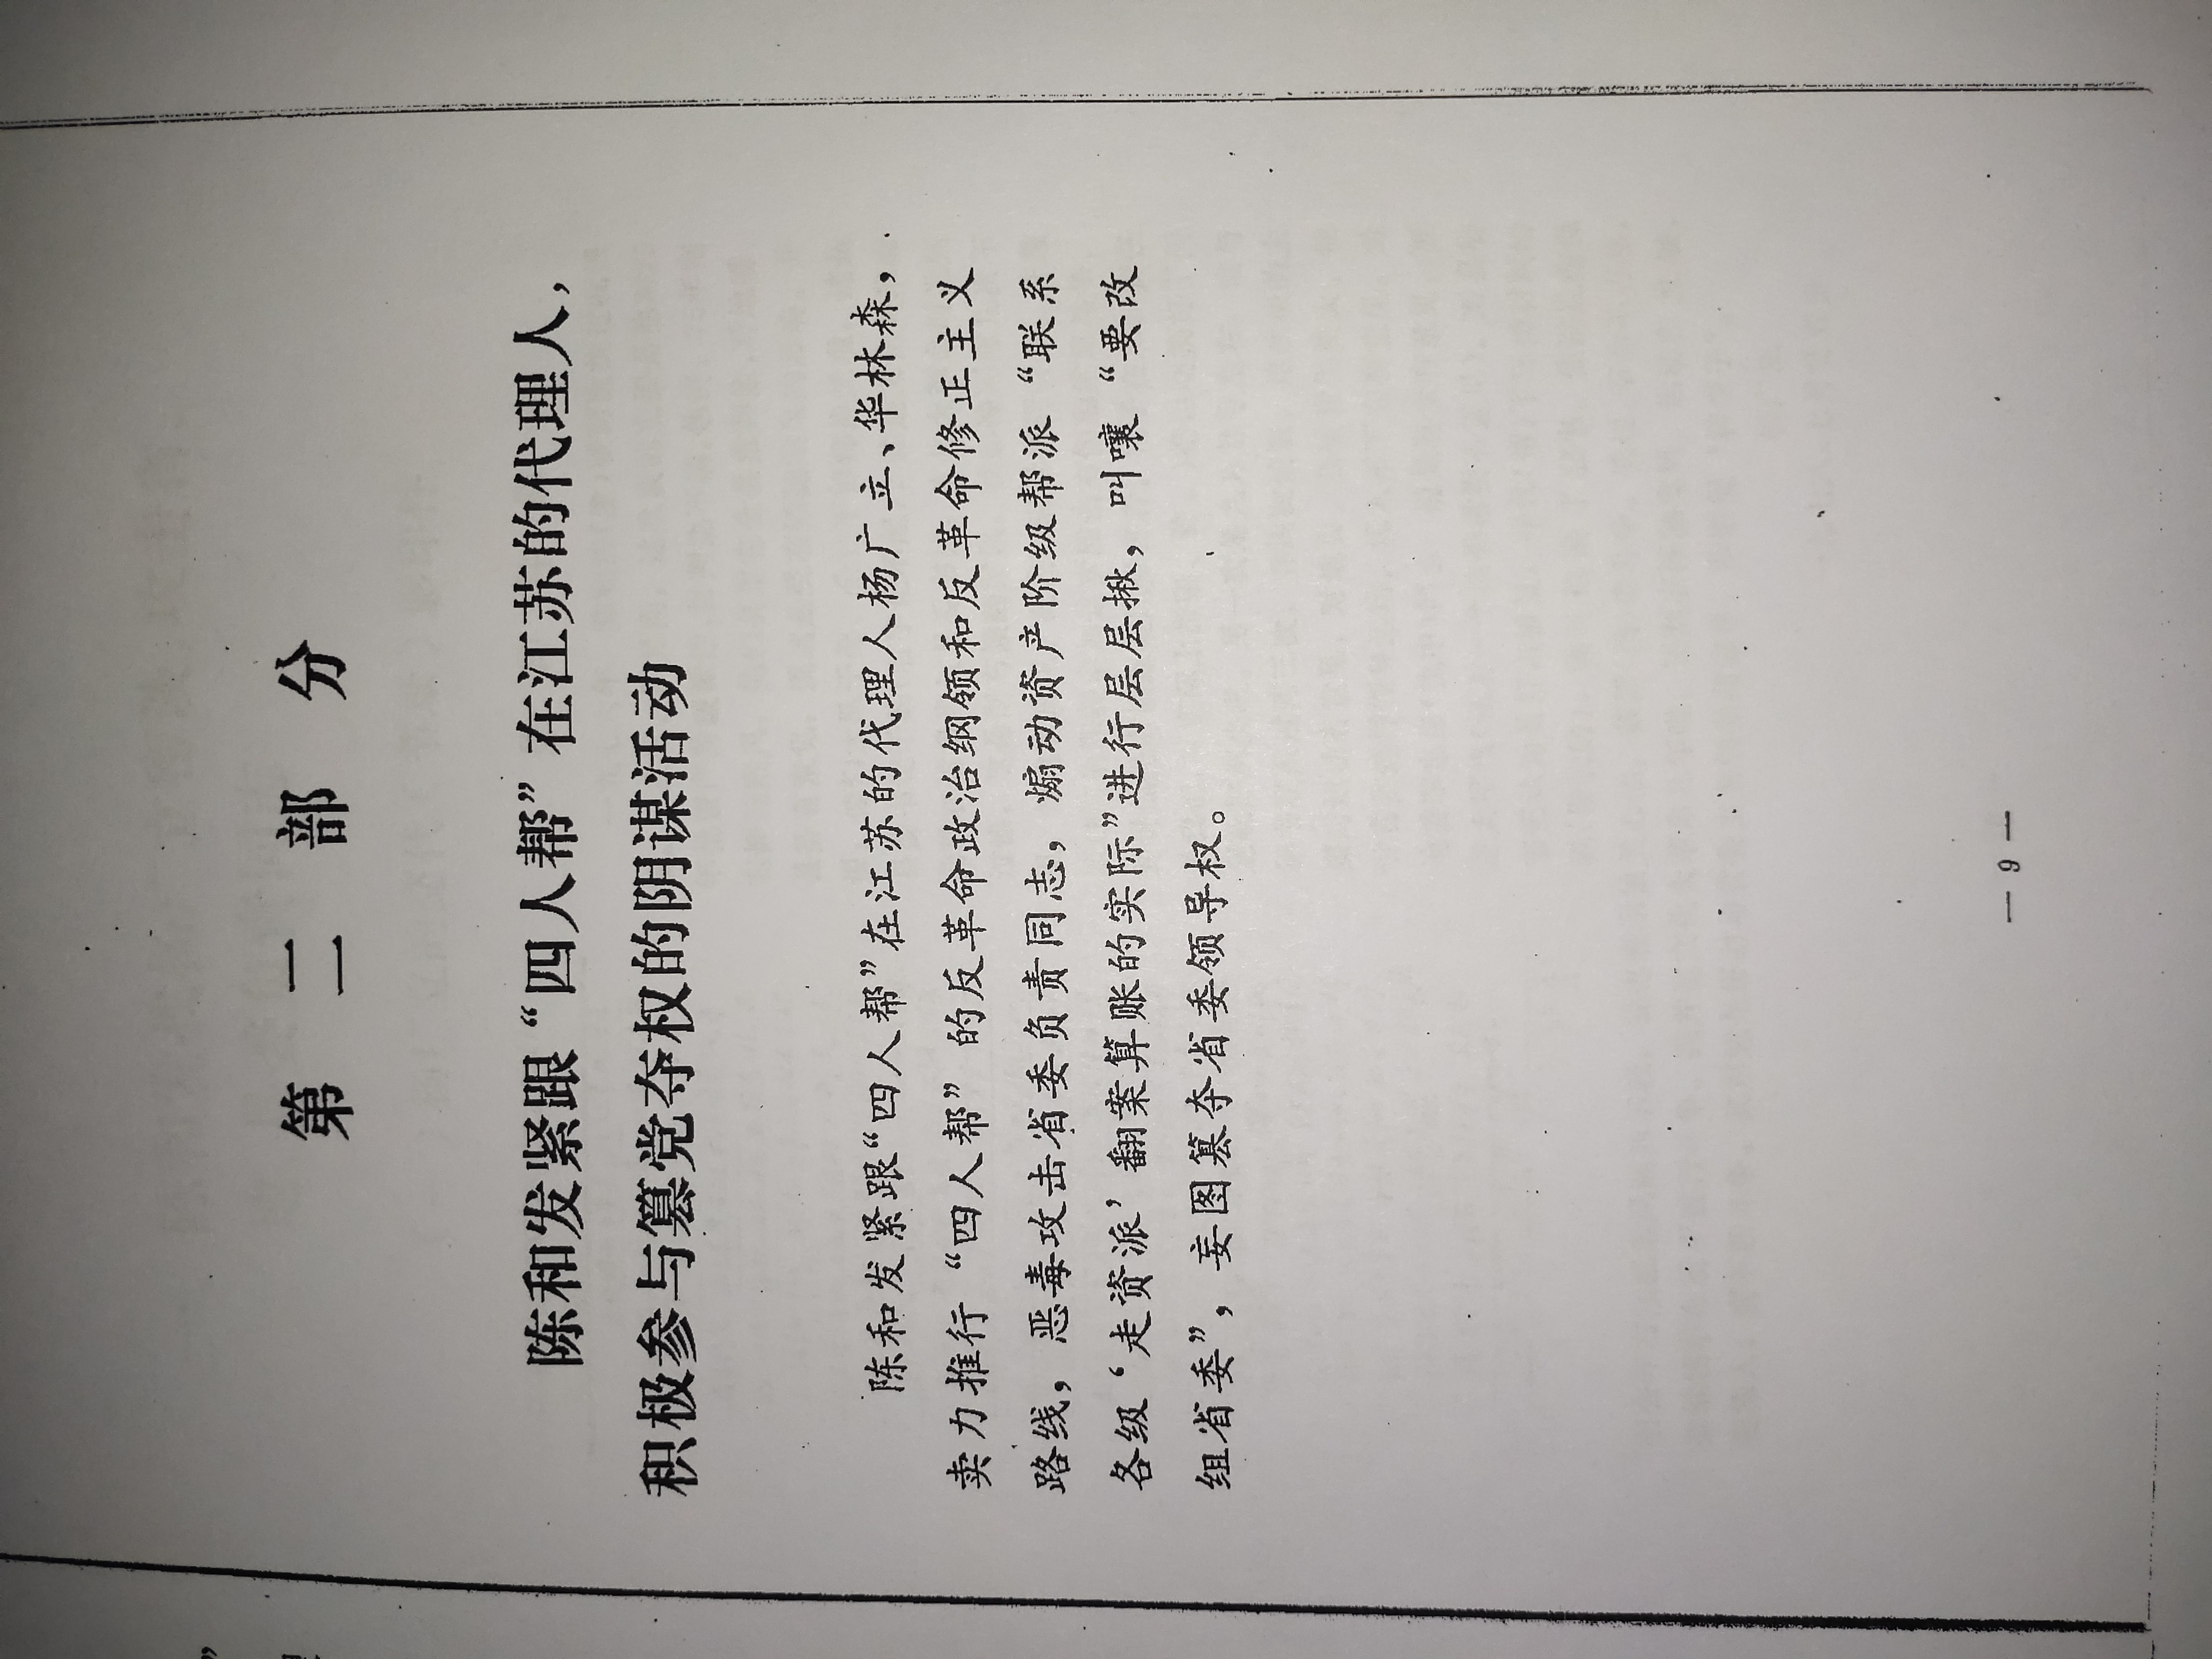 第二部分
陈和发紧跟“四人帮”在江苏的代理人，
积极参与篡党夺权的阴谋活动
陈和发紧跟“四人帮”在江苏的代理人杨广立、华林森，
卖力推行“四人帮”的反革命政治纲领和反革命修正主义
路线，恶毒攻击省委负责同志，煽动资产阶级帮派“联系
各级‘走资派’翻案算账的实际”进行层层揪，叫嚷“要改
组省委”，妄图篡夺省委领导权。
— 9 —